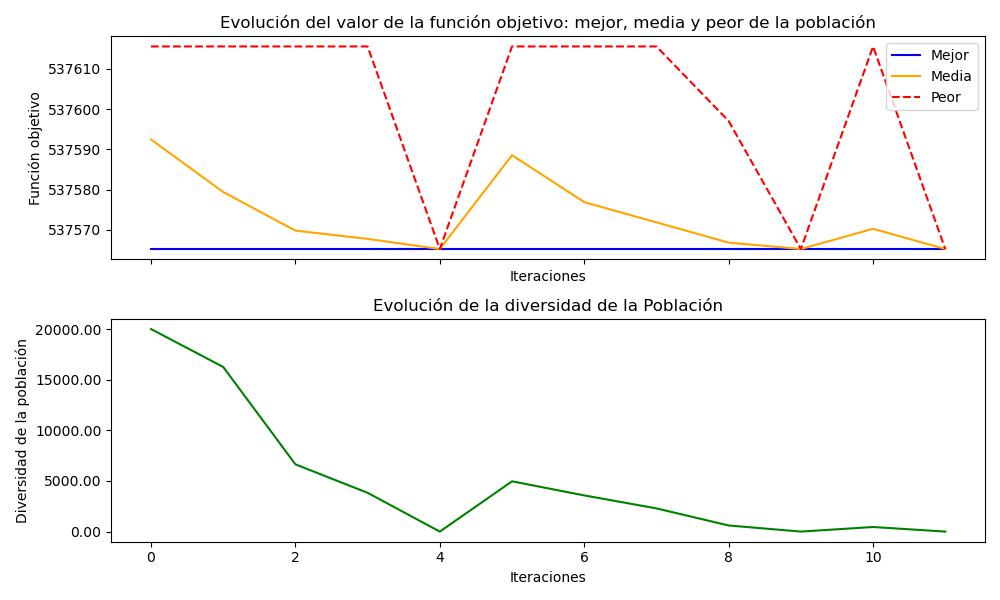 Evolución del valor de la función objetivo: mejor, media y peor de la población
Función objetivo
537610
537600
537590
537580
537570
Mejor
Media
Peor
Iteraciones
Evolución de la diversidad de la Población
Diversidad de la población
20000.00
15000.00
10000.00
5000.00
0.00
0 2 4 6 8 10
Iteraciones